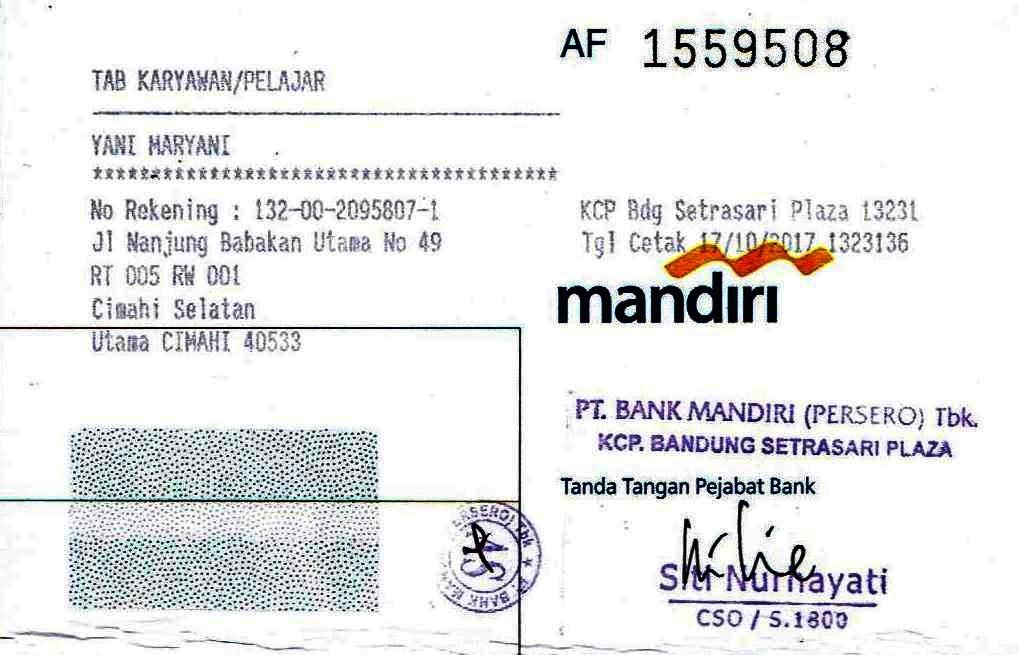 AF 1559508
TAB KARYAWAN/PELAJAR
YANI MARYANI
****************************************
No Rekening : 132-00-2095807-1
Jl Nanjung Babakan Utama No 49
RT 005 RW 001
Cimahi Selatan
Utama CIMAHI 40533
KCP Bdg Setrasari Plaza 13231
Tgl Cetak 17/10/2017 1323136
mandırı
PT. BANK MANDIRI (PERSERO) Tbk.
KCP. BANDUNG SETRASARI PLAZA
Tanda Tangan Pejabat Bank
Siti Nurhayati
CSO / S.1800
ERSERO) Tbk ★
BANK